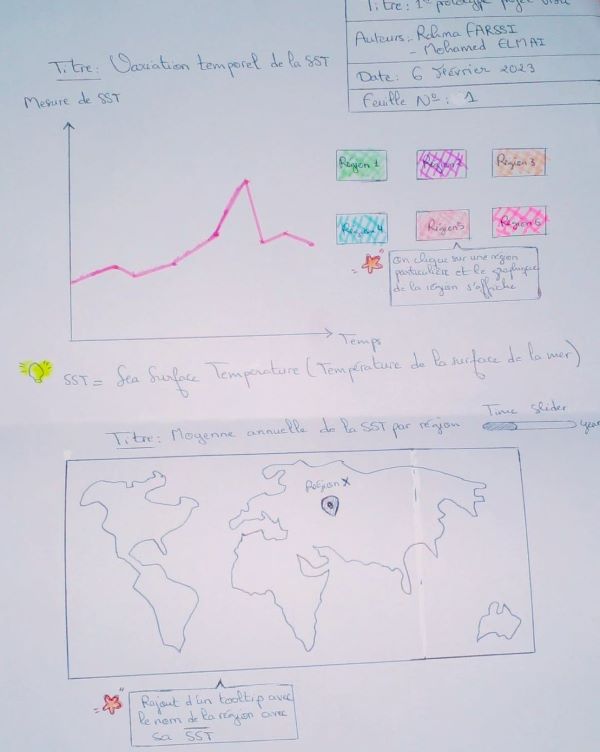 Titre: 1er prototype projet visu
Auteurs:- Rahma FARSSI
- Mohamed ELMAI
Date: 6 Février 2023
Feuille N°: 1
Titre: Variation temporel de la SST
Mesure de SST
Région 1
Région 2
Région 3
Région 4
Région 5
Région 6
On clique sur une région
particulière et le graphique
de la région s'affiche
Temps
SST = Sea Surface Temperature (Température de la surface de la mer)
Titre: Moyenne annuelle de la SST par région
Time slider
year
Région X
Rajout d'un tooltip avec
le nom de la région avec
sa SST